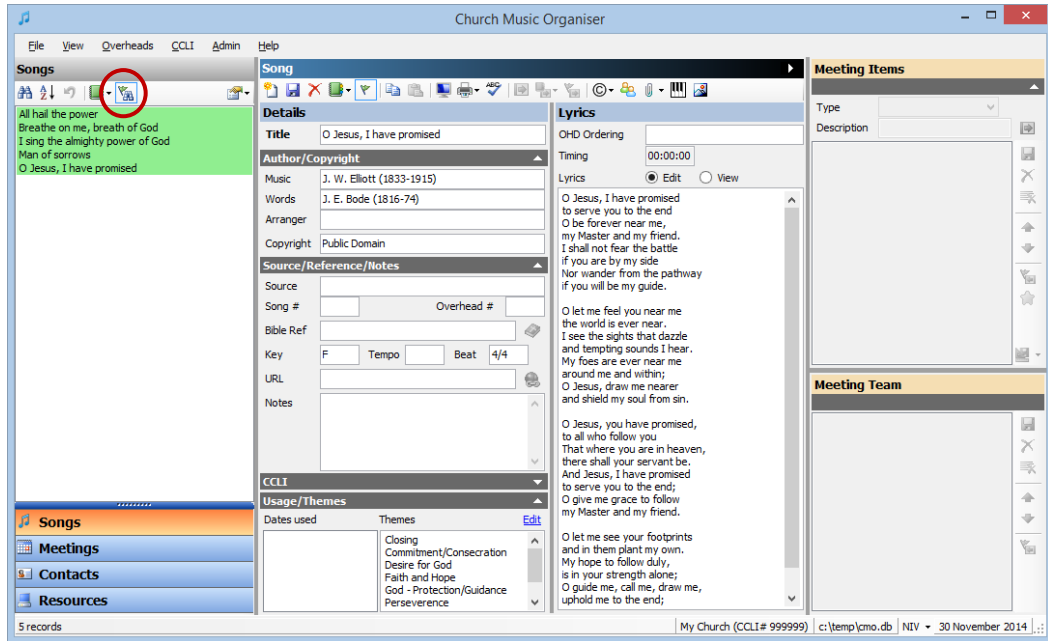 Church Music Organiser
File View Overheads CCLI Admin Help
Songs
All hail the power
Breathe on me, breath of God
I sing the almighty power of God
Man of sorrows
O Jesus, I have promised
Songs
Meetings
Contacts
Resources
Song
Details
Title O Jesus, I have promised
Author/Copyright
Music J. W. Elliott (1833-1915)
Words J. E. Bode (1816-74)
Arranger
Copyright Public Domain
Source/Reference/Notes
Source
Song # Overhead #
Bible Ref
Key F Tempo Beat 4/4
URL
Notes
CCLI
Usage/Themes
Dates used Themes Edit
Closing
Commitment/Consecration
Desire for God
Faith and Hope
God - Protection/Guidance
Perseverence
Lyrics
OHD Ordering
Timing 00:00:00
Lyrics Edit View
O Jesus, I have promised
to serve you to the end
O be forever near me,
my Master and my friend.
I shall not fear the battle
if you are by my side
Nor wander from the pathway
if you will be my guide.
O let me feel you near me
the world is ever near.
I see the sights that dazzle
and tempting sounds I hear.
My foes are ever near me
around me and within;
O Jesus, draw me nearer
and shield my soul from sin.
O Jesus, you have promised,
to all who follow you
That where you are in heaven,
there shall your servant be.
And Jesus, I have promised
to serve you to the end;
O give me grace to follow
my Master and my friend.
O let me see your footprints
and in them plant my own.
My hope to follow duly,
is in your strength alone;
O guide me, call me, draw me,
uphold me to the end;
Meeting Items
Type
Description
Meeting Team
5 records My Church (CCLI# 999999) c:\temp\cmo.db NIV 30 November 2014